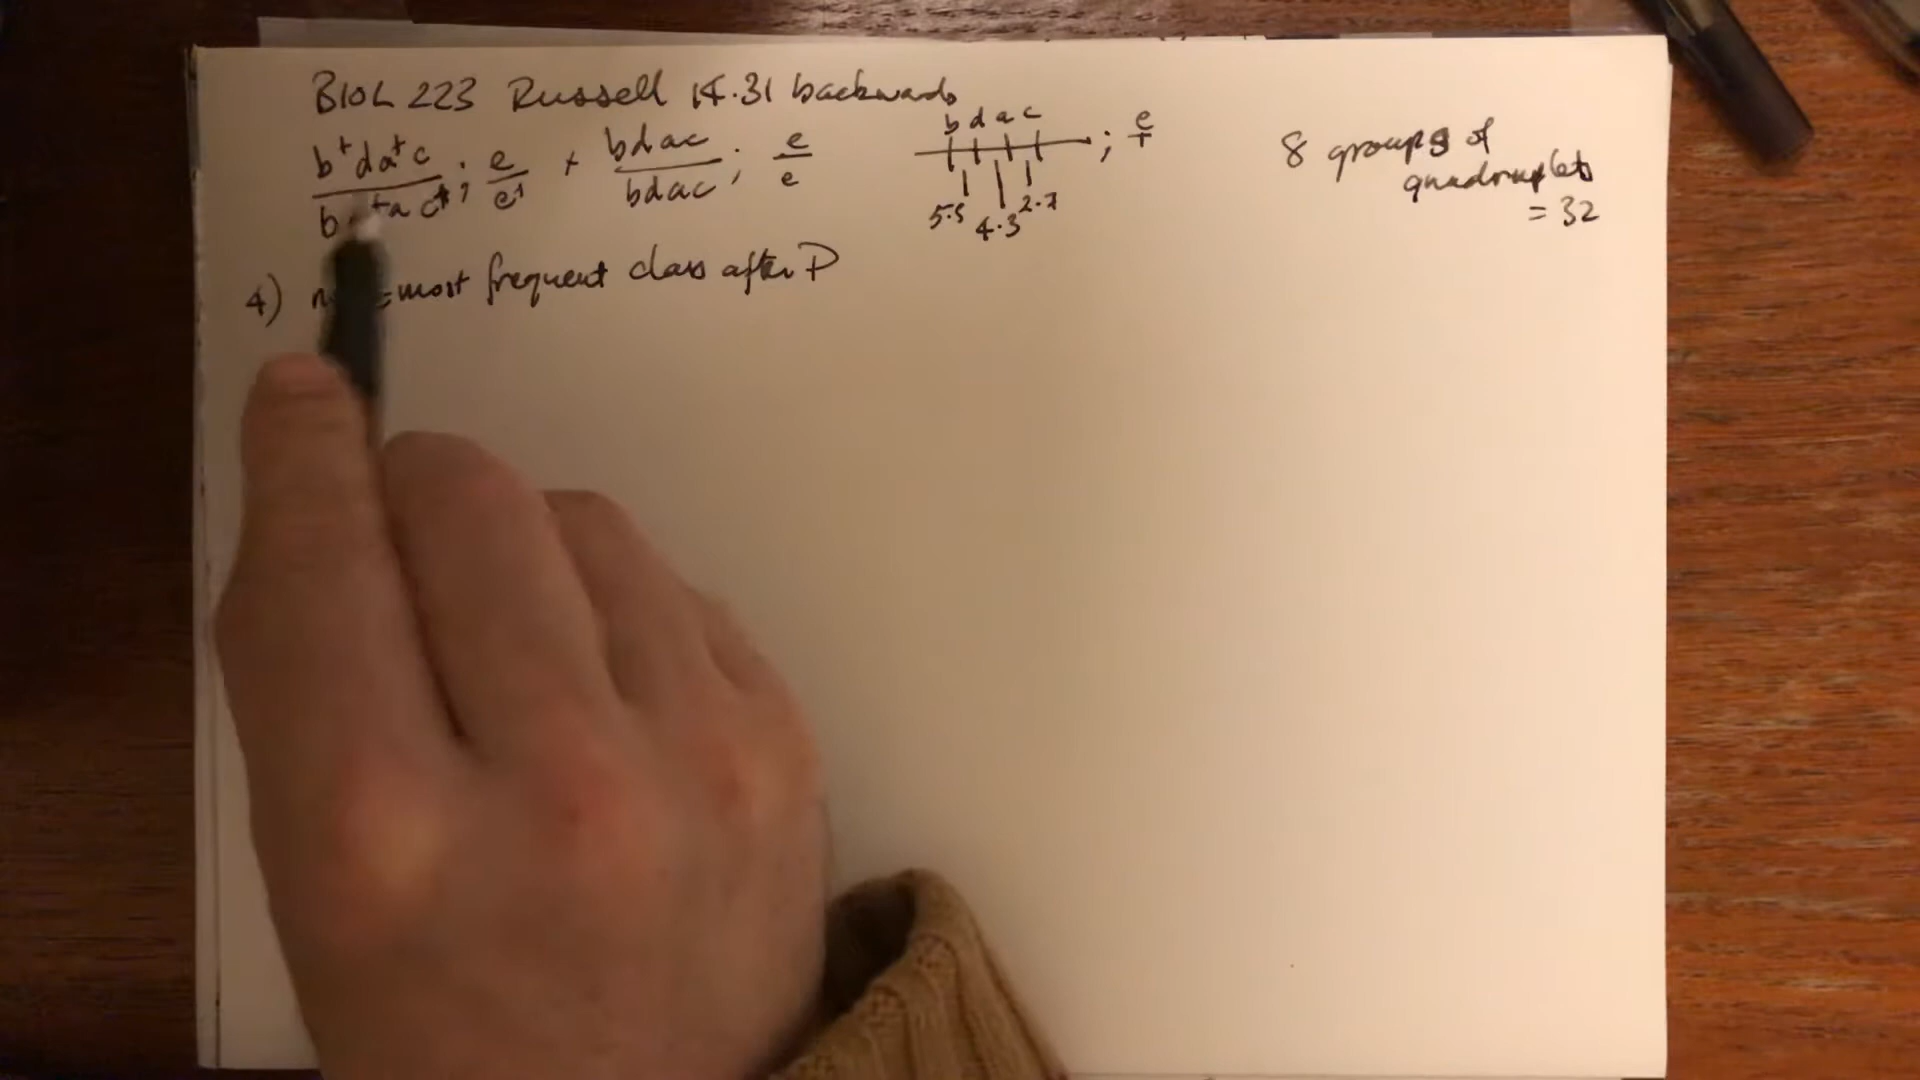 BIOL 223 Russell 14.31 backwards
b⁺da⁺c ; e × bdac ; e
b ⁺a c⁺ e⁺ bdac e
b d a c ; e
+
5.5 4.3 2.7
8 groups of
quadruplets
= 32
4) most frequent class after P